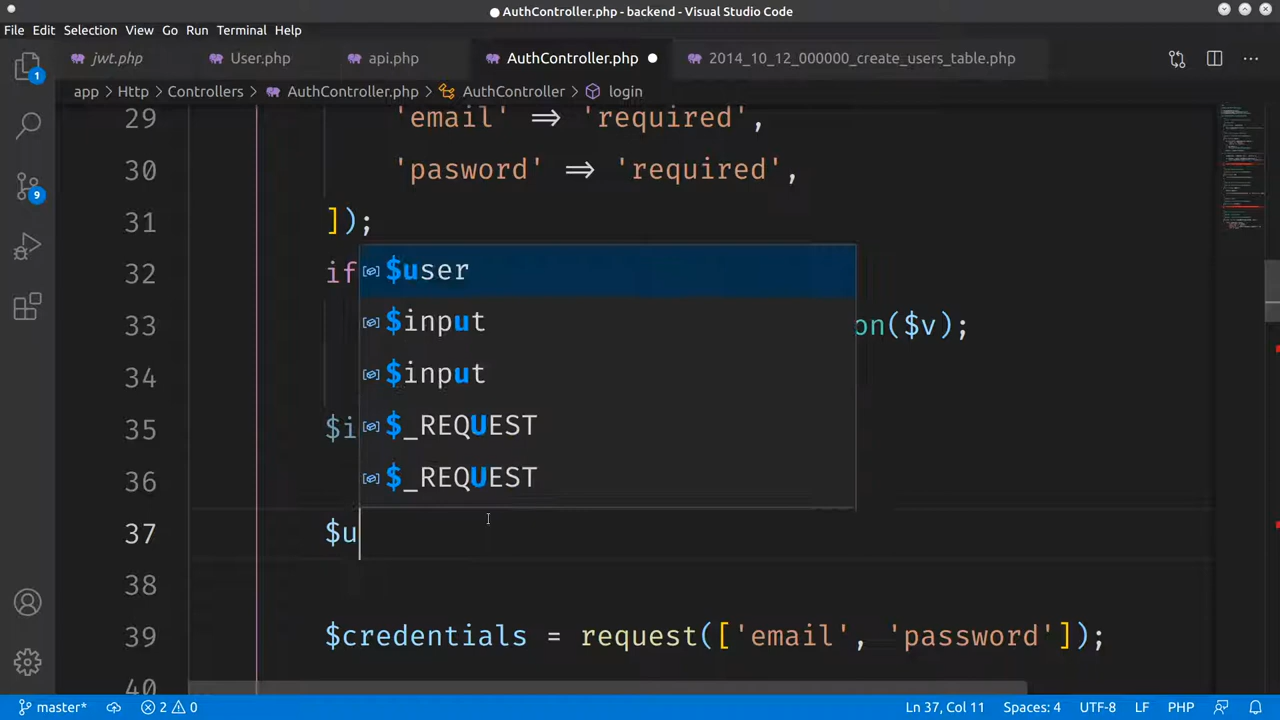 AuthController.php - backend - Visual Studio Code
File Edit Selection View Go Run Terminal Help
jwt.php User.php api.php AuthController.php 2014_10_12_000000_create_users_table.php
app > Http > Controllers > AuthController.php > AuthController > login
29 'email' => 'required',
30 'pasword' => 'required',
31 ]);
32 if
33 on($v);
34
35 $i
36
37 $u
38
39 $credentials = request(['email', 'password']);
40
$user
$input
$input
$_REQUEST
$_REQUEST
1
9
master* 2 0 Ln 37, Col 11 Spaces: 4 UTF-8 LF PHP